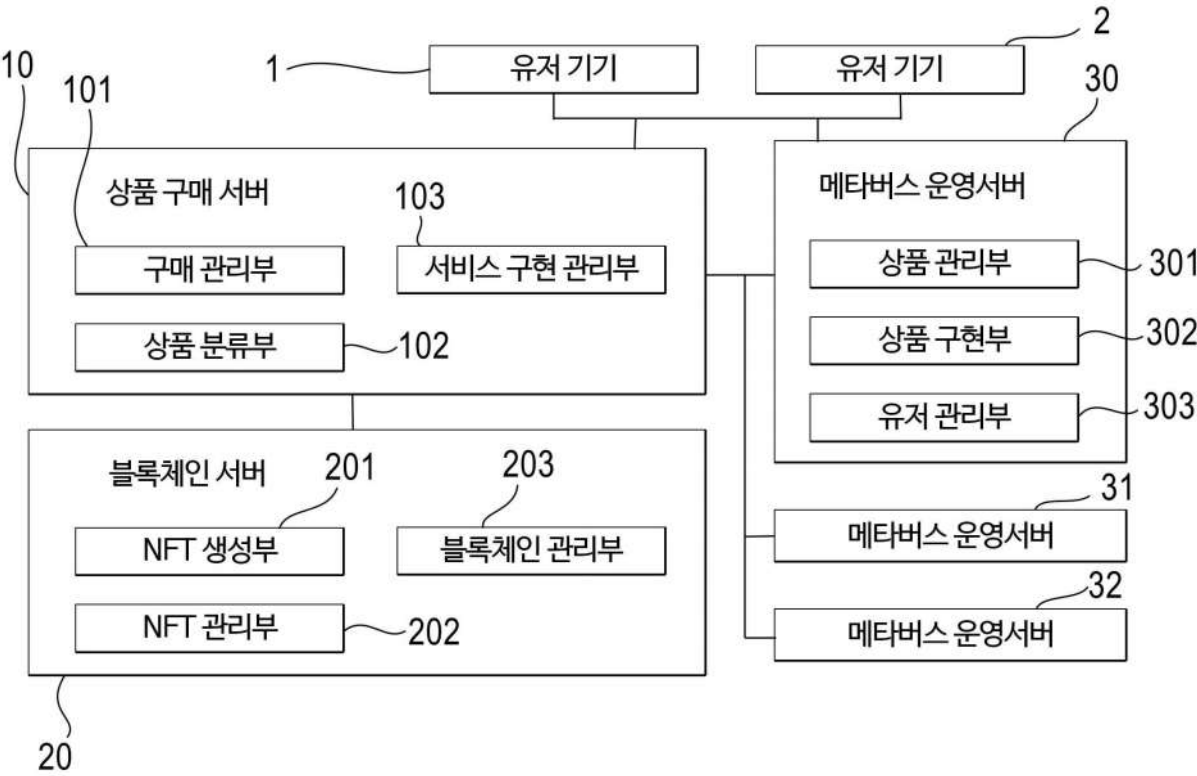 2
1
유저 기기
유저 기기
10
101
30
상품 구매 서버
103
메타버스 운영서버
구매 관리부
서비스 구현 관리부
상품 관리부
301
상품 분류부
102
상품 구현부
302
유저 관리부
303
블록체인 서버
201
203
31
NFT 생성부
블록체인 관리부
메타버스 운영서버
32
NFT 관리부
202
메타버스 운영서버
20